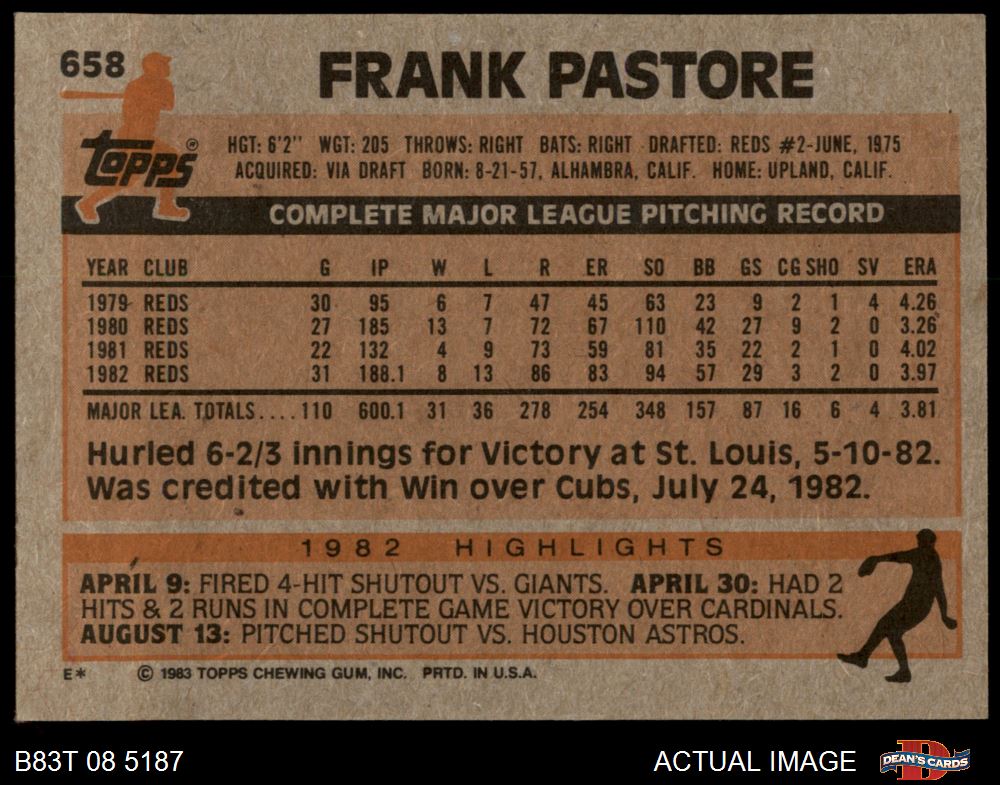 658
FRANK PASTORE
topps®
HGT: 6'2" WGT: 205 THROWS: RIGHT BATS: RIGHT DRAFTED: REDS #2-JUNE, 1975
ACQUIRED: VIA DRAFT BORN: 8-21-57, ALHAMBRA, CALIF. HOME: UPLAND, CALIF.
COMPLETE MAJOR LEAGUE PITCHING RECORD
YEAR CLUB G IP W L R ER SO BB GS CG SHO SV ERA
1979 REDS 30 95 6 7 47 45 63 23 9 2 1 4 4.26
1980 REDS 27 185 13 7 72 67 110 42 27 9 2 0 3.26
1981 REDS 22 132 4 9 73 59 81 35 22 2 1 0 4.02
1982 REDS 31 188.1 8 13 86 83 94 57 29 3 2 0 3.97
MAJOR LEA. TOTALS.... 110 600.1 31 36 278 254 348 157 87 16 6 4 3.81
Hurled 6-2/3 innings for Victory at St. Louis, 5-10-82.
Was credited with Win over Cubs, July 24, 1982.
1982 HIGHLIGHTS
APRIL 9: FIRED 4-HIT SHUTOUT VS. GIANTS. APRIL 30: HAD 2
HITS & 2 RUNS IN COMPLETE GAME VICTORY OVER CARDINALS.
AUGUST 13: PITCHED SHUTOUT VS. HOUSTON ASTROS.
E* © 1983 TOPPS CHEWING GUM, INC. PRTD. IN U.S.A.
B83T 08 5187 ACTUAL IMAGE D DEAN'S CARDS